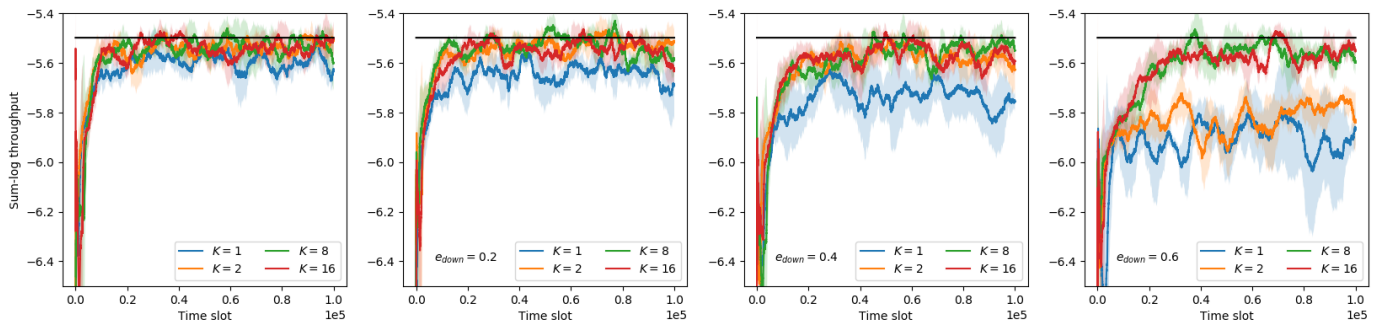 Sum-log throughput
−5.4
−5.6
−5.8
−6.0
−6.2
−6.4
0.0 0.2 0.4 0.6 0.8 1.0
1e5
Time slot
K = 1
K = 2
K = 8
K = 16
−5.4
−5.6
−5.8
−6.0
−6.2
−6.4
0.0 0.2 0.4 0.6 0.8 1.0
1e5
Time slot
e_down = 0.2
K = 1
K = 2
K = 8
K = 16
−5.4
−5.6
−5.8
−6.0
−6.2
−6.4
0.0 0.2 0.4 0.6 0.8 1.0
1e5
Time slot
e_down = 0.4
K = 1
K = 2
K = 8
K = 16
−5.4
−5.6
−5.8
−6.0
−6.2
−6.4
0.0 0.2 0.4 0.6 0.8 1.0
1e5
Time slot
e_down = 0.6
K = 1
K = 2
K = 8
K = 16